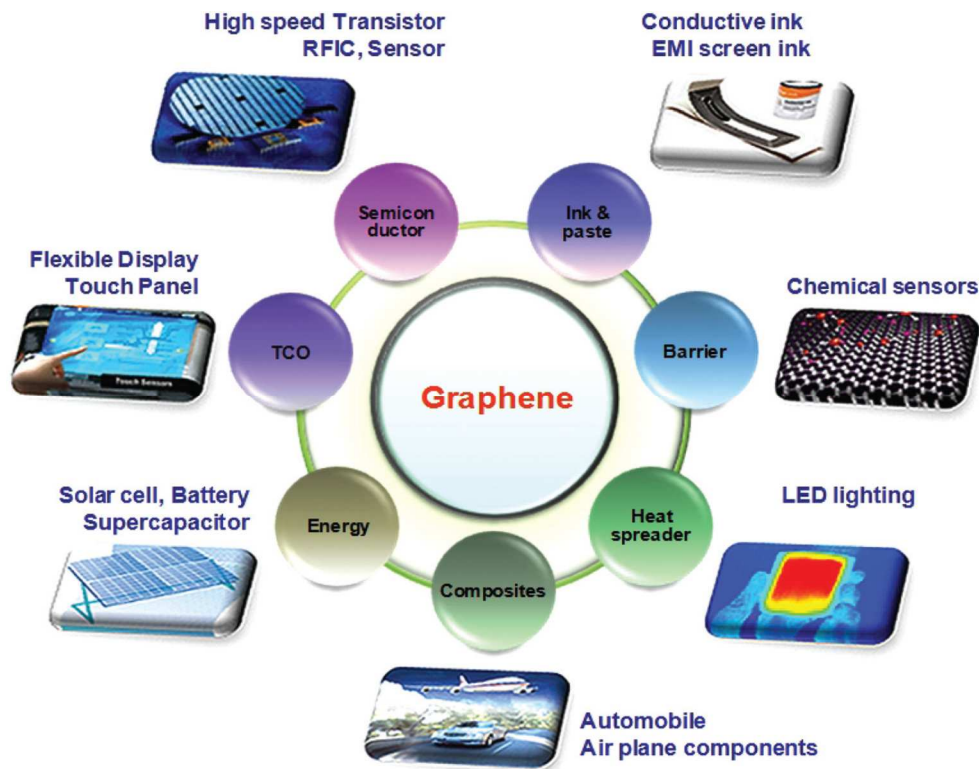 High speed Transistor
RFIC, Sensor
Conductive ink
EMI screen ink
Semicon
ductor
Ink &
paste
Flexible Display
Touch Panel
Touch Sensors
TCO
Barrier
Chemical sensors
Graphene
Solar cell, Battery
Supercapacitor
Energy
Heat
spreader
LED lighting
Composites
Automobile
Air plane components